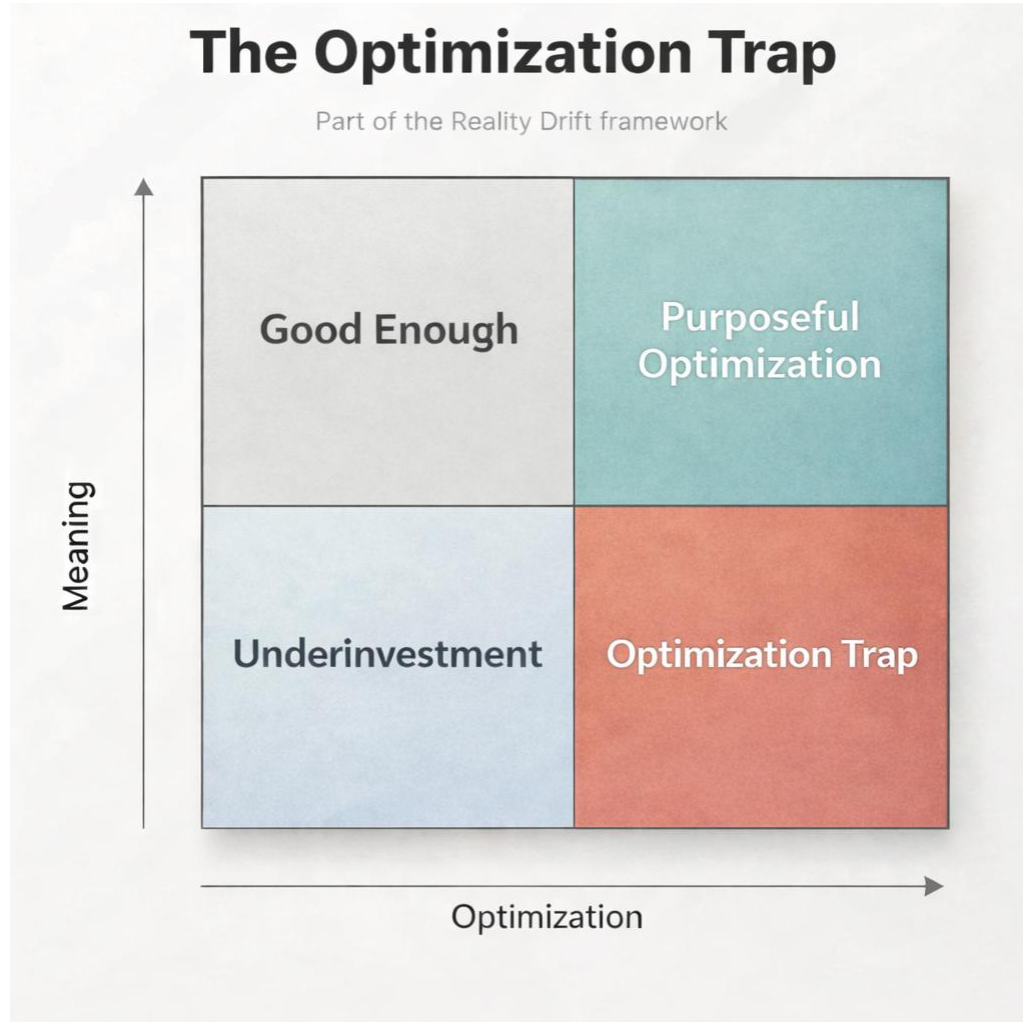 The Optimization Trap
Part of the Reality Drift framework
Good Enough
Purposeful
Optimization
Meaning
Underinvestment
Optimization Trap
Optimization